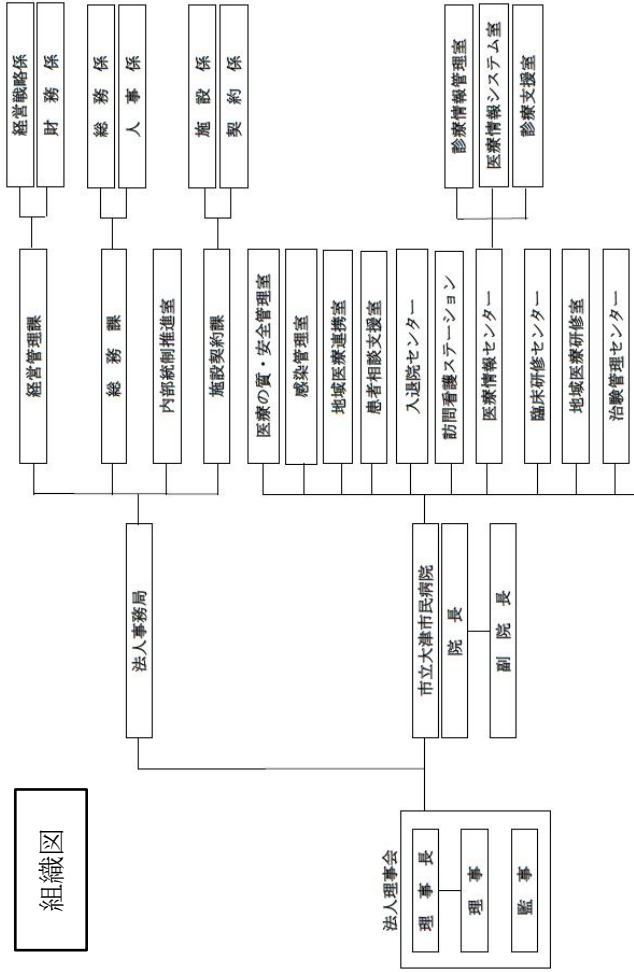 組織図
法人理事会
理事長
理事
監事
法人事務局
市立大津市民病院
院長
副院長
経営管理課
総務課
内部統制推進室
施設契約課
経営戦略係
財務係
総務係
人事係
施設係
契約係
医療の質・安全管理室
感染管理室
地域医療連携室
患者相談支援室
入退院センター
訪問看護ステーション
医療情報センター
臨床研修センター
地域医療研修室
治験管理センター
診療情報管理室
医療情報システム室
診療支援室